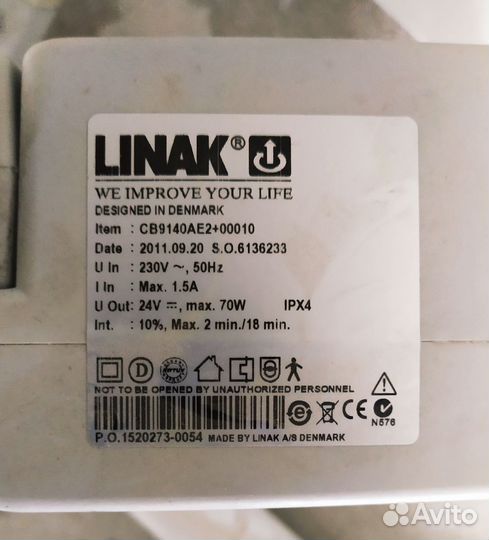 LINAK®
WE IMPROVE YOUR LIFE
DESIGNED IN DENMARK
Item : CB9140AE2+00010
Date : 2011.09.20 S.O.6136233
U In : 230V ~, 50Hz
I In : Max. 1.5A
U Out: 24V ⎓, max. 70W IPX4
Int. : 10%, Max. 2 min./18 min.
D
NOT TO BE OPENED BY UNAUTHORIZED PERSONNEL
CE
N576
P.O.1520273-0054 MADE BY LINAK A/S DENMARK
Avito